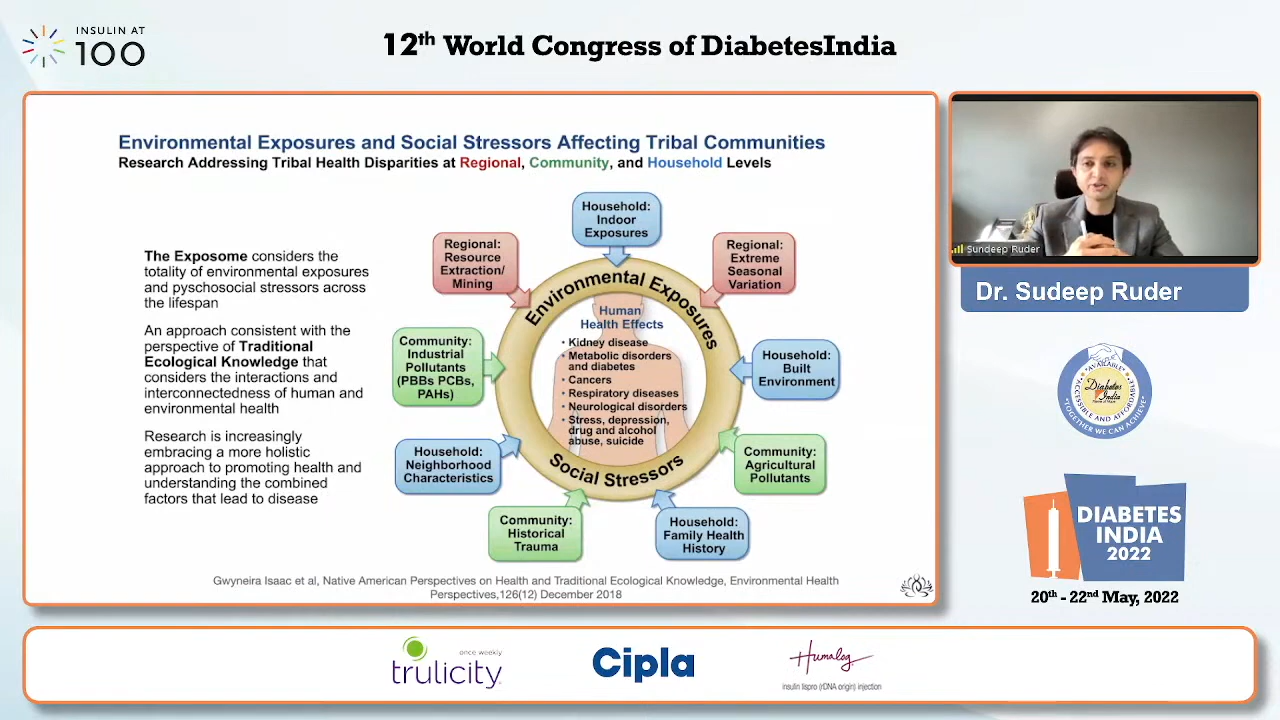 INSULIN AT
100
12th World Congress of DiabetesIndia
Environmental Exposures and Social Stressors Affecting Tribal Communities
Research Addressing Tribal Health Disparities at Regional, Community, and Household Levels
The Exposome considers the
totality of environmental exposures
and pyschosocial stressors across
the lifespan
An approach consistent with the
perspective of Traditional
Ecological Knowledge that
considers the interactions and
interconnectedness of human and
environmental health
Research is increasingly
embracing a more holistic
approach to promoting health and
understanding the combined
factors that lead to disease
Household:
Indoor
Exposures
Regional:
Resource
Extraction/
Mining
Regional:
Extreme
Seasonal
Variation
Community:
Industrial
Pollutants
(PBBs PCBs,
PAHs)
Household:
Built
Environment
Household:
Neighborhood
Characteristics
Community:
Agricultural
Pollutants
Community:
Historical
Trauma
Household:
Family Health
History
Environmental Exposures
Human
Health Effects
• Kidney disease
• Metabolic disorders
and diabetes
• Cancers
• Respiratory diseases
• Neurological disorders
• Stress, depression,
drug and alcohol
abuse, suicide
Social Stressors
Gwyneira Isaac et al, Native American Perspectives on Health and Traditional Ecological Knowledge, Environmental Health
Perspectives,126(12) December 2018
Sundeep Ruder
Dr. Sudeep Ruder
AVAILABLE
ACCESSIBLE AND AFFORDABLE
Diabetes
India
"TOGETHER WE CAN ACHIEVE"
DIABETES
INDIA
2022
20th - 22nd May, 2022
once weekly
trulicity
Cipla
Humalog
insulin lispro (rDNA origin) injection